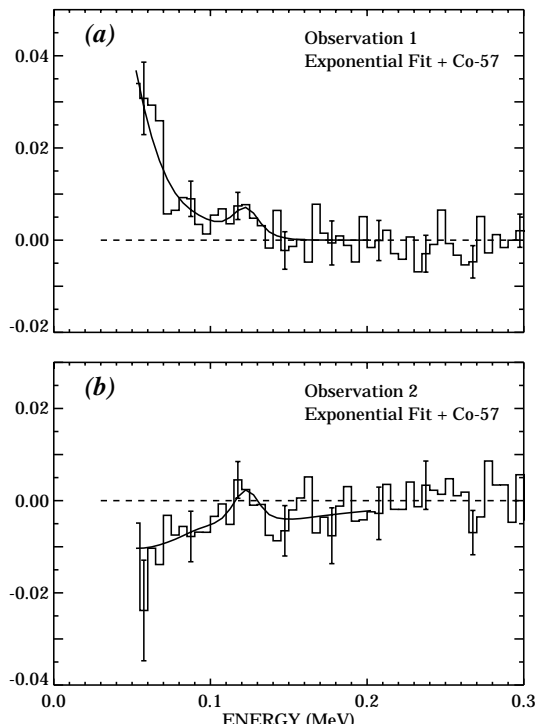 0.04
(a)
Observation 1
Exponential Fit + Co-57
0.02
0.00
-0.02
(b)
Observation 2
Exponential Fit + Co-57
0.02
0.00
-0.02
-0.04
0.0 0.1 0.2 0.3
ENERGY (MeV)